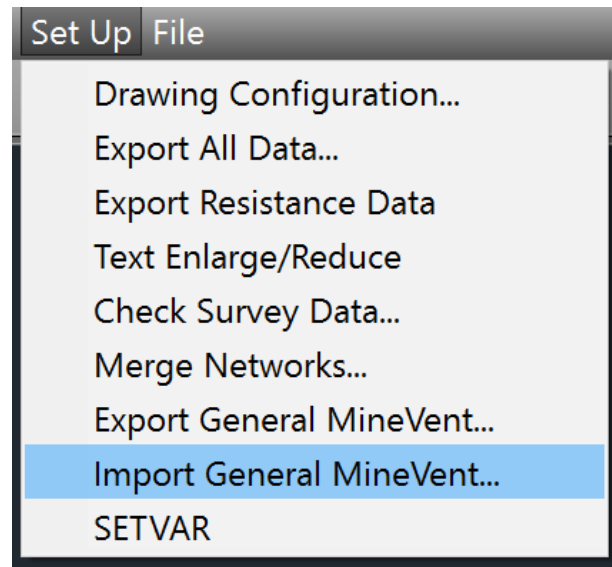 Set Up File
Drawing Configuration...
Export All Data...
Export Resistance Data
Text Enlarge/Reduce
Check Survey Data...
Merge Networks...
Export General MineVent...
Import General MineVent...
SETVAR